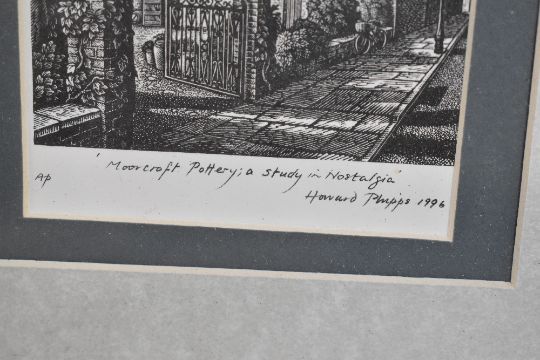 ' Moorcroft Pottery; a study in Nostalgia
AP
Howard Phipps 1996